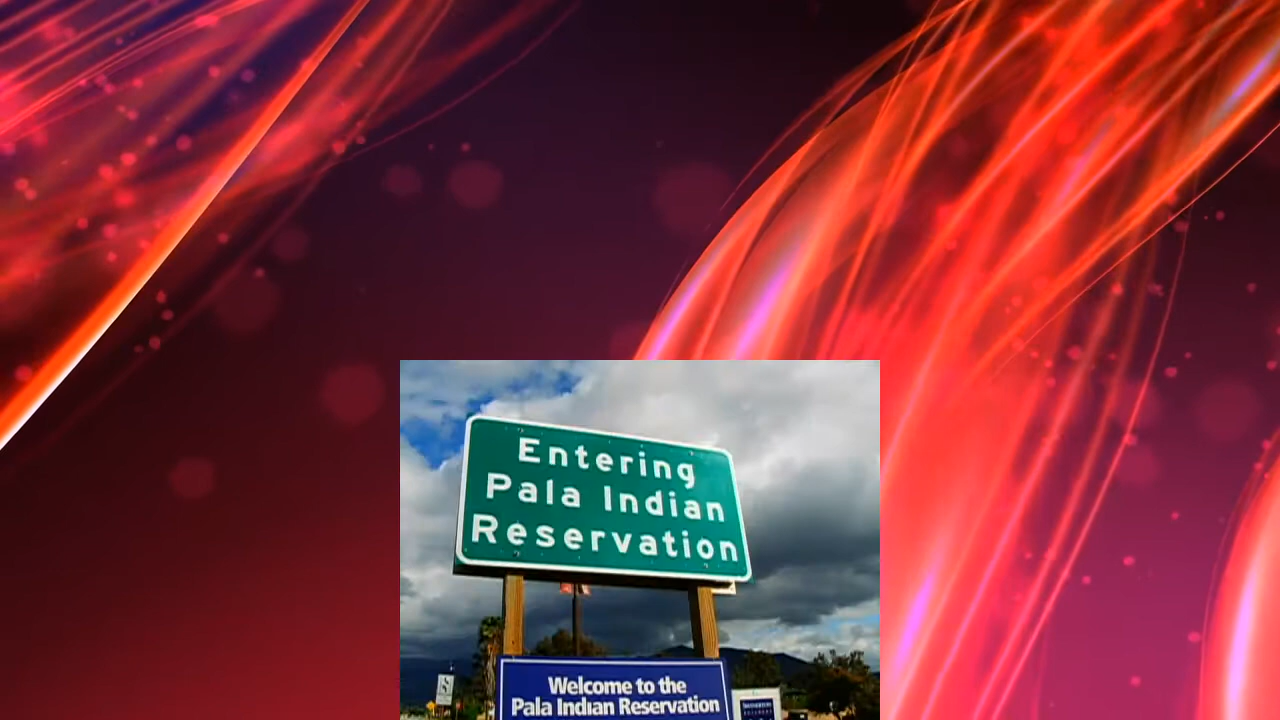 Entering
Pala Indian
Reservation
Welcome to the
Pala Indian Reservation